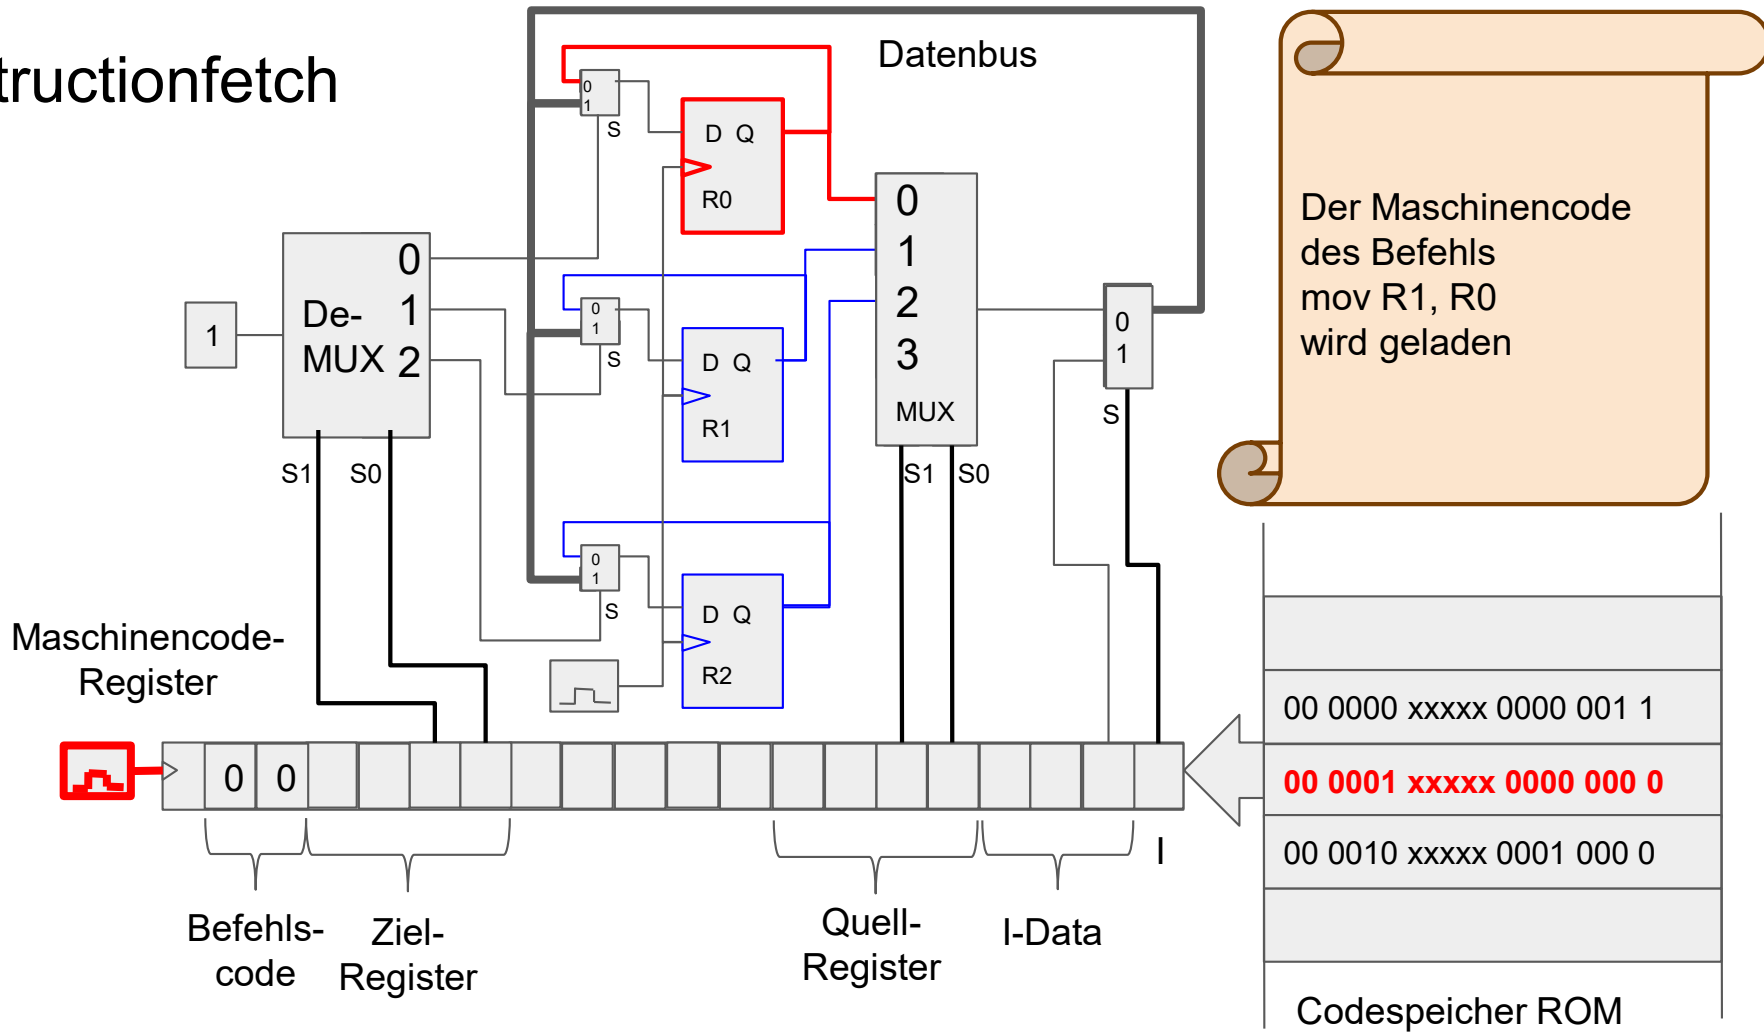 tructionfetch
Datenbus
0
1
S
D Q
R0
0
1
2
3
MUX
S1 S0
De-
MUX
0
1
2
1
S1 S0
0
1
S
D Q
R1
0
1
S
0
1
S
D Q
R2
Der Maschinencode
des Befehls
mov R1, R0
wird geladen
Maschinencode-
Register
0 0
Befehls-
code
Ziel-
Register
Quell-
Register
I-Data
I
00 0000 xxxxx 0000 001 1
00 0001 xxxxx 0000 000 0
00 0010 xxxxx 0001 000 0
Codespeicher ROM